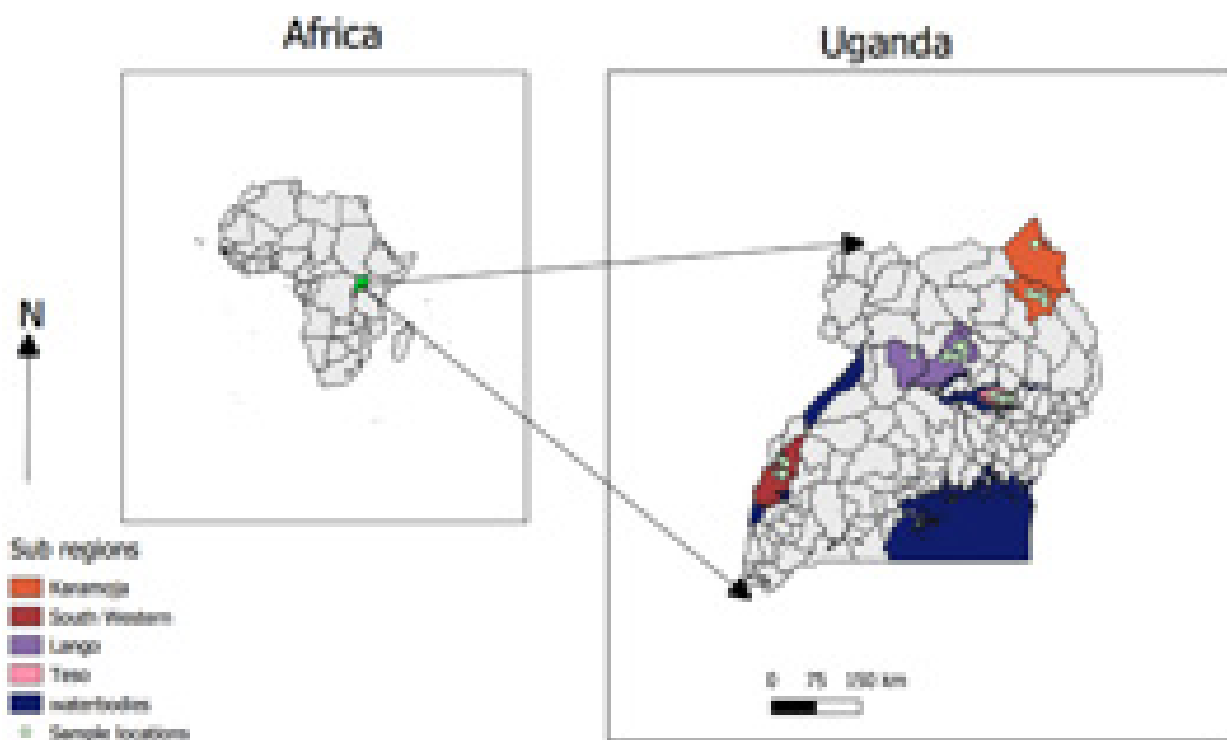 Africa
Uganda
N
Sub regions
Karamoja
South Western
Lango
Teso
waterbodies
Sample locations
0 75 150 km